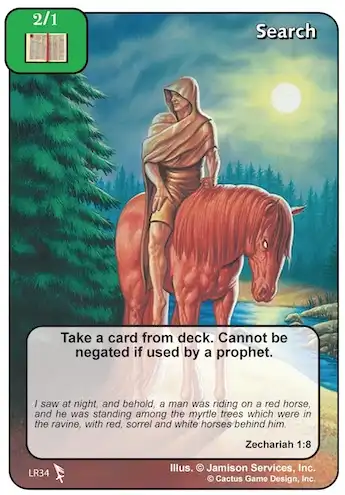 2/1
Search
Take a card from deck. Cannot be
negated if used by a prophet.
I saw at night, and behold, a man was riding on a red horse,
and he was standing among the myrtle trees which were in
the ravine, with red, sorrel and white horses behind him.
Zechariah 1:8
LR34
Illus. © Jamison Services, Inc.
© Cactus Game Design, Inc.